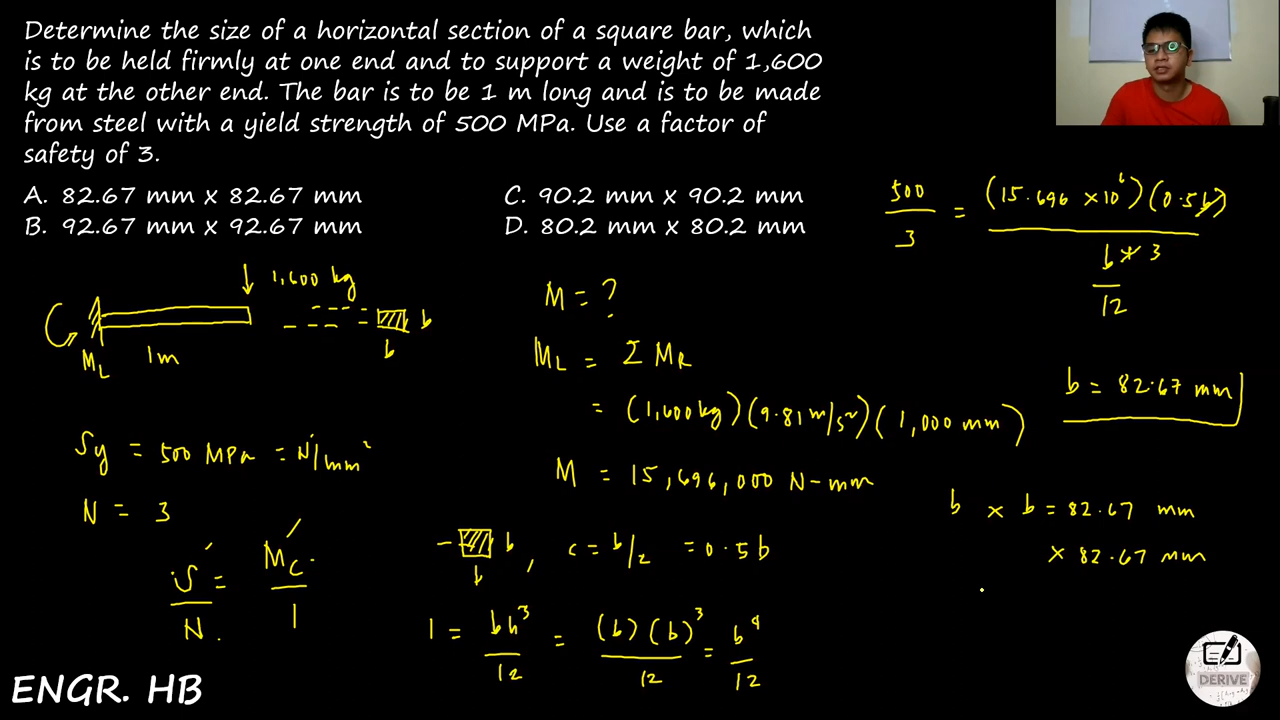 Determine the size of a horizontal section of a square bar, which
is to be held firmly at one end and to support a weight of 1,600
kg at the other end. The bar is to be 1 m long and is to be made
from steel with a yield strength of 500 MPa. Use a factor of
safety of 3.
A. 82.67 mm x 82.67 mm
B. 92.67 mm x 92.67 mm
C. 90.2 mm x 90.2 mm
D. 80.2 mm x 80.2 mm
1,600 kg
b
b
ML
1m
Sy = 500 MPa = N/mm²
N = 3
S/N = Mc/I
M = ?
ML = Σ MR
= (1,600 kg)(9.81 m/s²)(1,000 mm)
M = 15,696,000 N-mm
b, c = b/2 = 0.5b
b
I = bh³/12 = (b)(b)³/12 = b⁴/12
500/3 = (15.696 × 10⁶)(0.5b)
b⁴ 3
12
b = 82.67 mm
b × b = 82.67 mm
× 82.67 mm
ENGR. HB
DERIVE